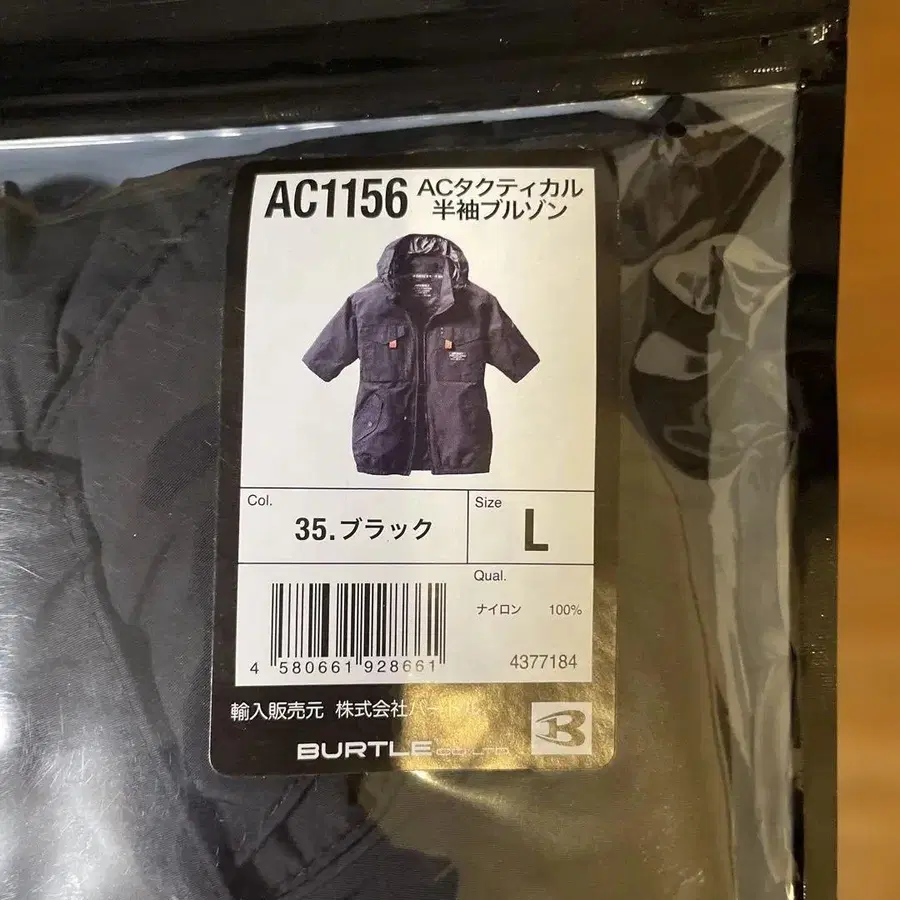 AC1156 ACタクティカル
半袖ブルゾン
Col.
35.ブラック
Size
L
Qual.
ナイロン 100%
4 580661 928661
4377184
輸入販売元 株式会社バートル
BURTLE CO.,LTD.
B